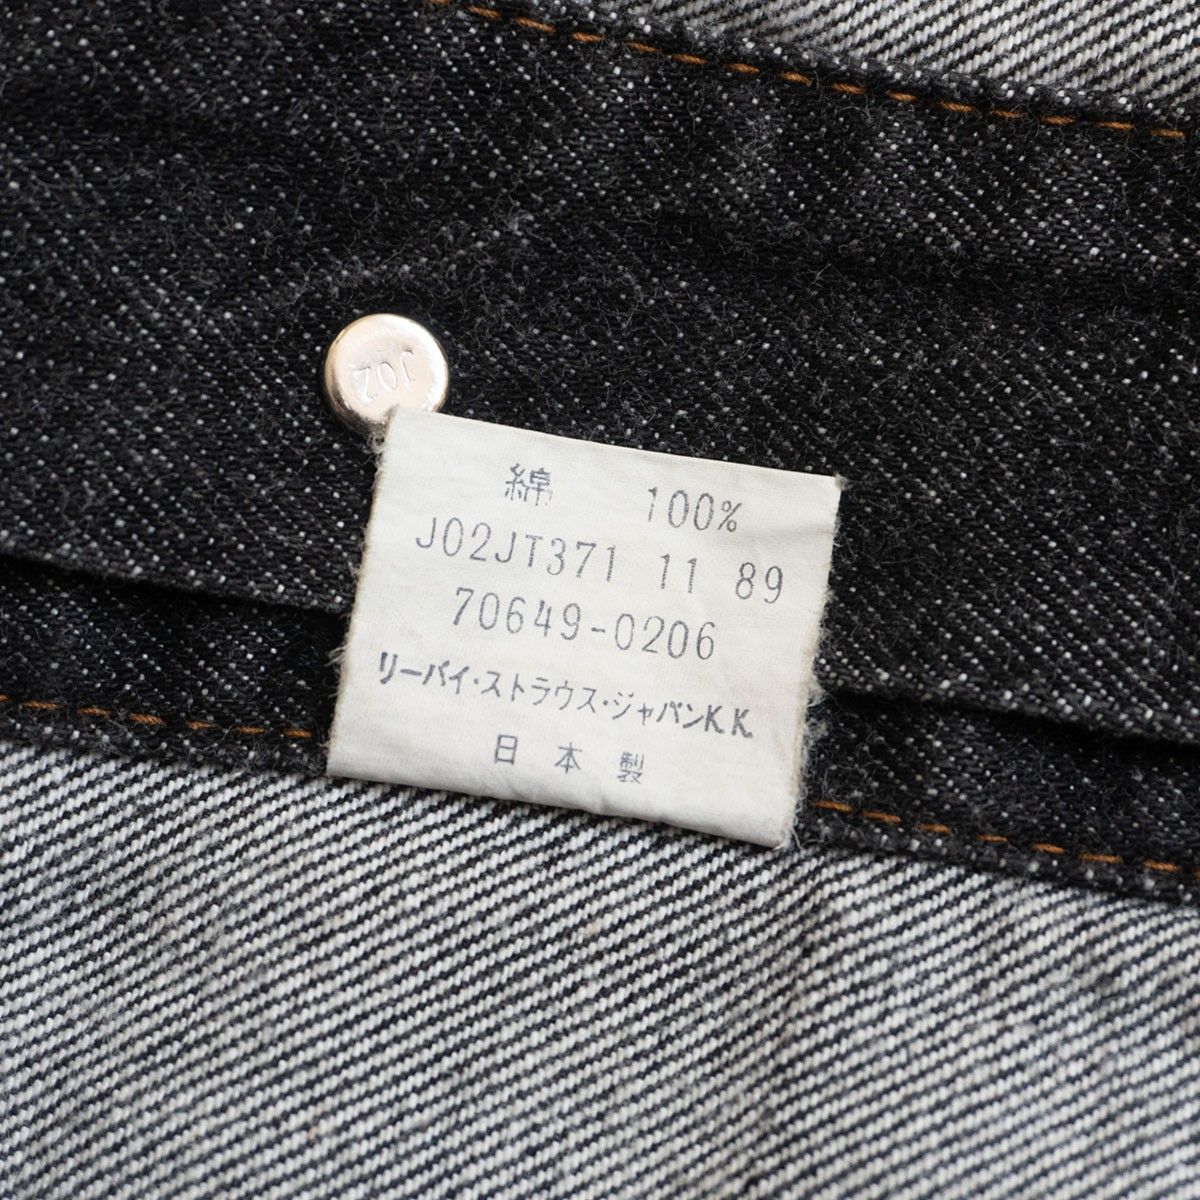 J02
綿 100%
J02JT371 11 89
70649-0206
リーバイ・ストラウス・ジャパンK.K
日本製